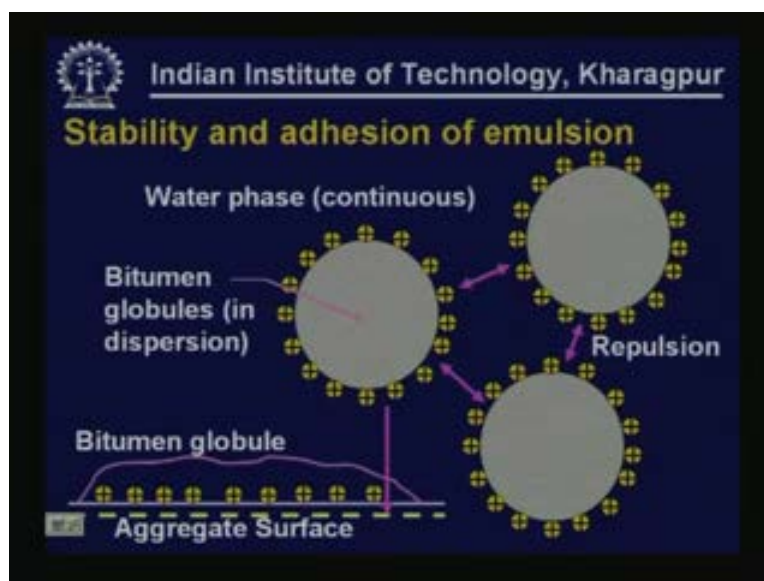 Indian Institute of Technology, Kharagpur
Stability and adhesion of emulsion
Water phase (continuous)
Bitumen
globules (in
dispersion)
Repulsion
Bitumen globule
Aggregate Surface